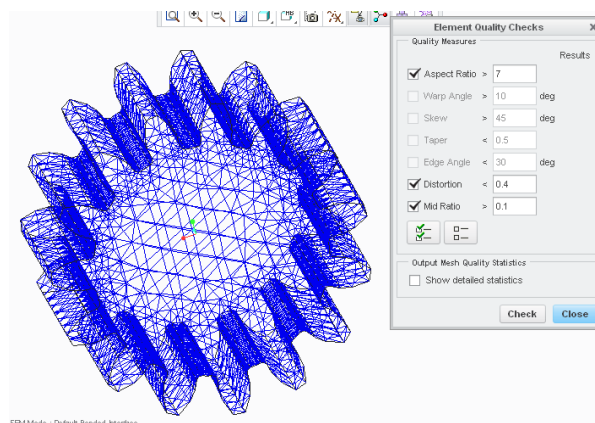 Element Quality Checks
Quality Measures
Results
Aspect Ratio > 7
Warp Angle > 10 deg
Skew > 45 deg
Taper < 0.5
Edge Angle < 30 deg
Distortion < 0.4
Mid Ratio > 0.1
Output Mesh Quality Statistics
Show detailed statistics
Check Close